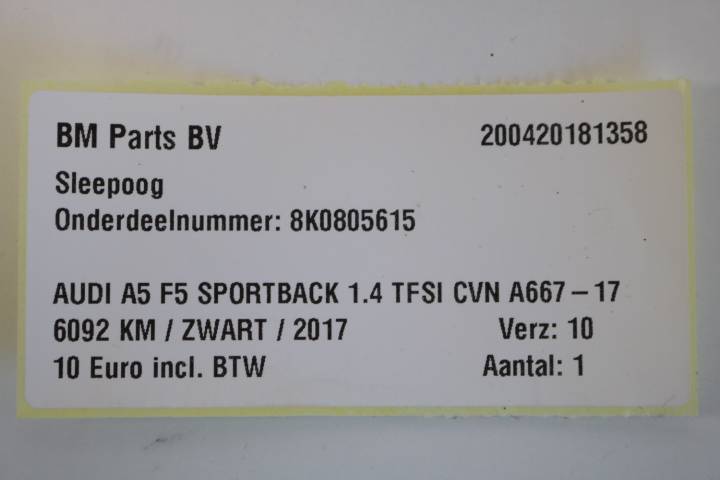 BM Parts BV 200420181358
Sleepoog
Onderdeelnummer: 8K0805615
AUDI A5 F5 SPORTBACK 1.4 TFSI CVN A667-17
6092 KM / ZWART / 2017 Verz: 10
10 Euro incl. BTW Aantal: 1